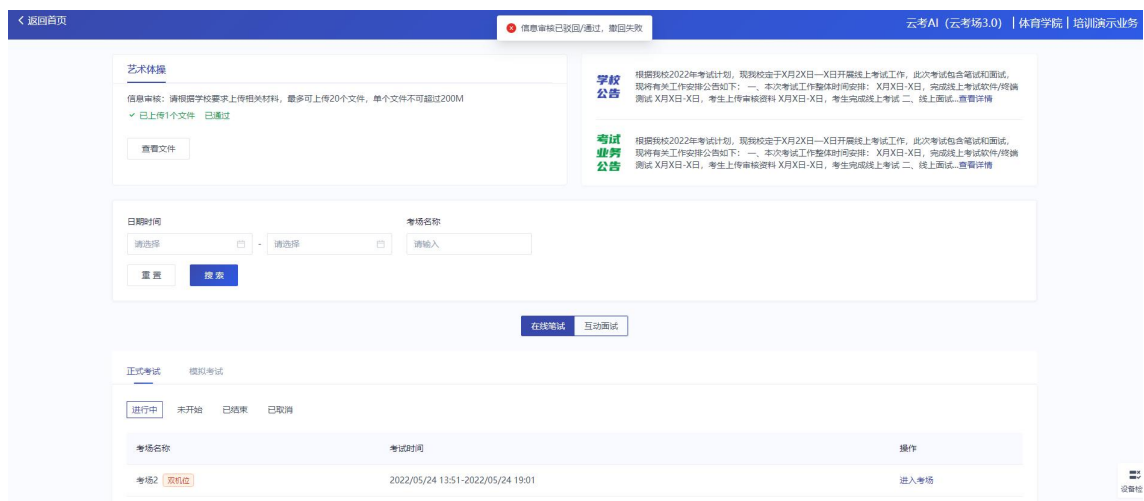 < 返回首页
信息审核已驳回/通过，撤回失败
云考AI（云考场3.0）｜体育学院｜培训演示业务
艺术体操
信息审核：请根据学校要求上传相关材料，最多可上传20个文件，单个文件不可超过200M
已上传1个文件 已通过
查看文件
学校
公告
根据我校2022年考试计划，现我校定于X月2X日—X日开展线上考试工作，此次考试包含笔试和面试，
现将有关工作安排公告如下： 一、本次考试工作整体时间安排： X月X日-X日，完成线上考试软件/终端
测试 X月X日-X日，考生上传审核资料 X月X日-X日，考生完成线上考试 二、线上面试...查看详情
考试
业务
公告
根据我校2022年考试计划，现我校定于X月2X日—X日开展线上考试工作，此次考试包含笔试和面试，
现将有关工作安排公告如下： 一、本次考试工作整体时间安排： X月X日-X日，完成线上考试软件/终端
测试 X月X日-X日，考生上传审核资料 X月X日-X日，考生完成线上考试 二、线上面试...查看详情
日期时间
考场名称
请选择 - 请选择
请输入
重置 搜索
在线笔试 互动面试
正式考试 模拟考试
进行中 未开始 已结束 已取消
考场名称 考试时间 操作
考场2 双机位 2022/05/24 13:51-2022/05/24 19:01 进入考场
设备检